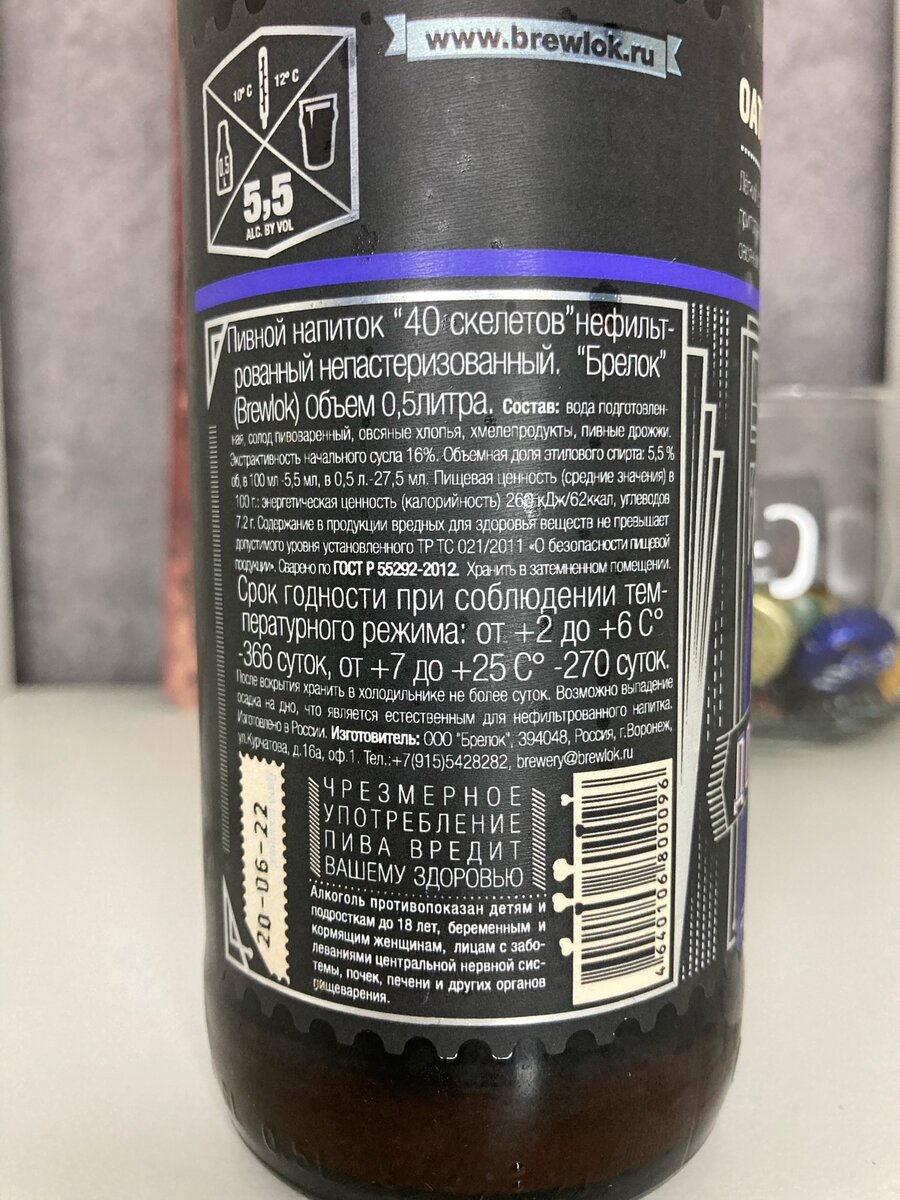 www.brewlok.ru
10° C 12° C
0,5
L
5,5
ALC. BY VOL
OAT
Пивной напиток "40 скелетов" нефильт-
рованный непастеризованный. "Брелок"
(Brewlok) Объем 0,5литра. Состав: вода подготовлен-
ная, солод пивоваренный, овсяные хлопья, хмелепродукты, пивные дрожжи.
Экстрактивность начального сусла 16%. Объемная доля этилового спирта: 5,5 %
об, в 100 мл -5,5 мл, в 0,5 л.- 27,5 мл. Пищевая ценность (средние значения) в
100 г.: энергетическая ценность (калорийность) 260 кДж/62ккал, углеводов
7.2 г. Содержание в продукции вредных для здоровья веществ не превышает
допустимого уровня установленного ТР ТС 021/2011 «О безопасности пищевой
продукции». Сварено по ГОСТ Р 55292-2012. Хранить в затемненном помещении.
Срок годности при соблюдении тем-
пературного режима: от +2 до +6 С°
-366 суток, от +7 до +25 С° -270 суток.
После вскрытия хранить в холодильнике не более суток. Возможно выпадение
осадка на дно, что является естественным для нефильтрованного напитка.
Изготовлено в России. Изготовитель: ООО "Брелок", 394048, Россия, г.Воронеж,
ул.Курчатова, д.16а, оф.1. Тел.:+7(915)5428282, brewery@brewlok.ru
20-06-22
ЧРЕЗМЕРНОЕ
УПОТРЕБЛЕНИЕ
ПИВА ВРЕДИТ
ВАШЕМУ ЗДОРОВЬЮ
Алкоголь противопоказан детям и
подросткам до 18 лет, беременным и
кормящим женщинам, лицам с забо-
леваниями центральной нервной сис-
темы, почек, печени и других органов
пищеварения.
4640106800096